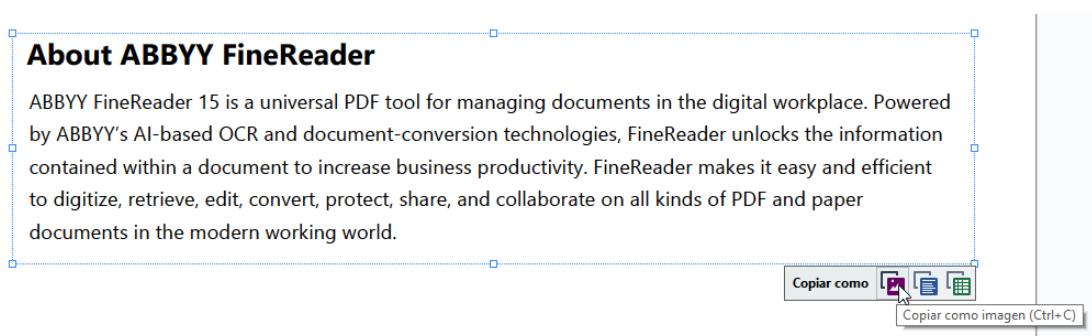 About ABBYY FineReader
ABBYY FineReader 15 is a universal PDF tool for managing documents in the digital workplace. Powered
by ABBYY’s AI-based OCR and document-conversion technologies, FineReader unlocks the information
contained within a document to increase business productivity. FineReader makes it easy and efficient
to digitize, retrieve, edit, convert, protect, share, and collaborate on all kinds of PDF and paper
documents in the modern working world.
Copiar como
Copiar como imagen (Ctrl+C)